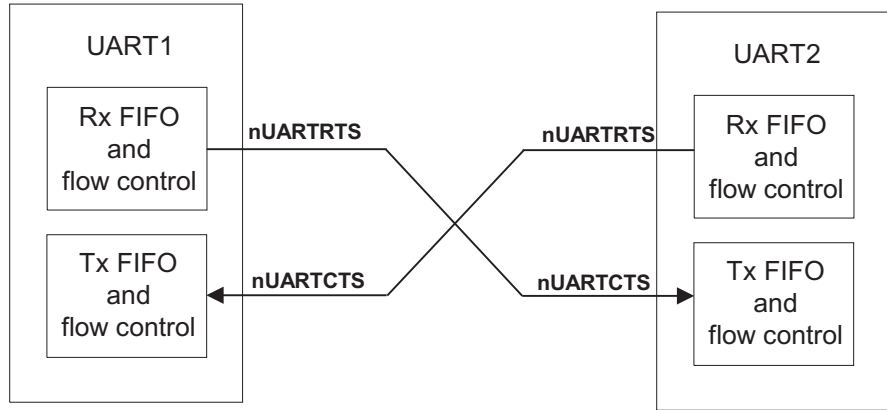 UART1
Rx FIFO
and
flow control
Tx FIFO
and
flow control
nUARTRTS
nUARTRTS
nUARTCTS
nUARTCTS
UART2
Rx FIFO
and
flow control
Tx FIFO
and
flow control